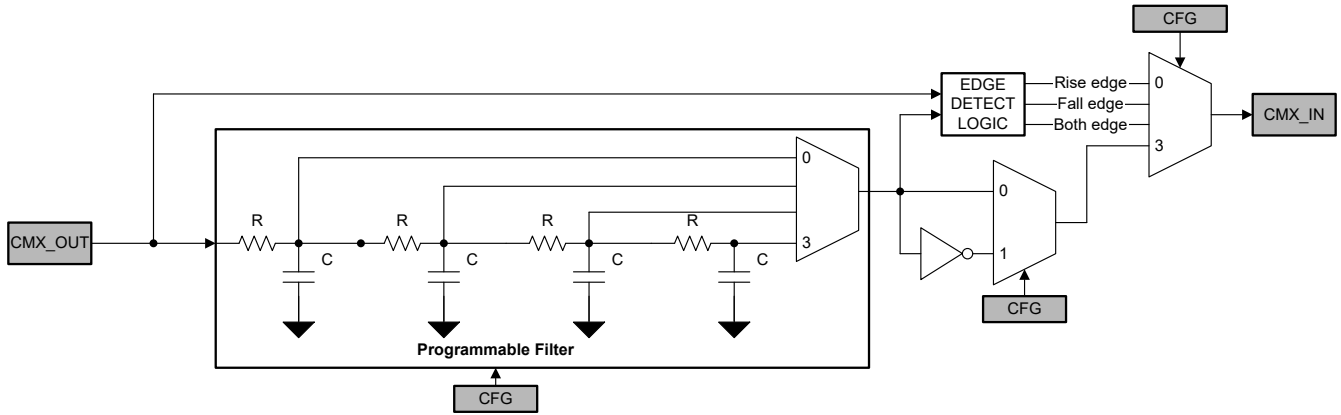 CFG
EDGE
DETECT
LOGIC
Rise edge
Fall edge
Both edge
0
3
CMX_IN
0
3
0
1
CMX_OUT
R
R
R
R
C
C
C
C
CFG
Programmable Filter
CFG